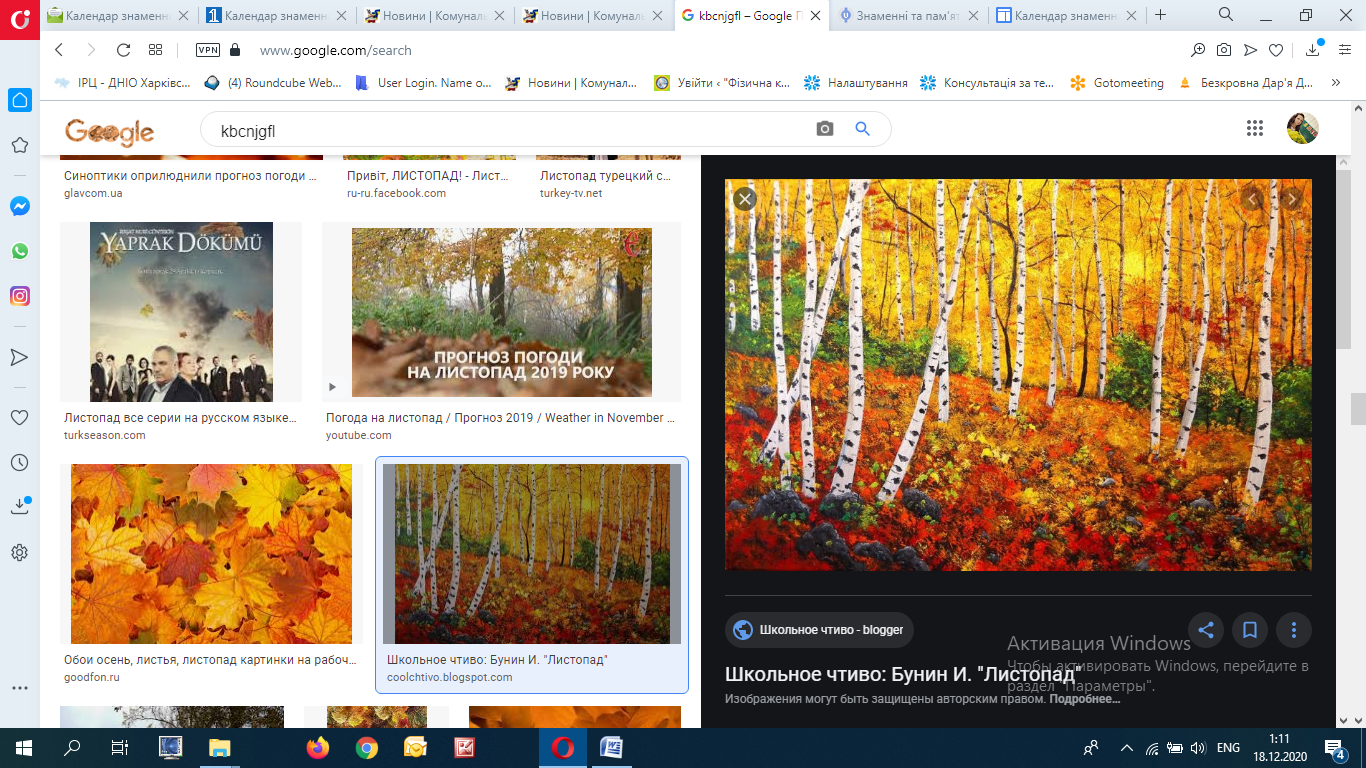 Календар знаменн
Календар знаменн
Новини | Комуналь
Новини | Комуналь
kbcnjgfl – Google П
Знаменні та пам'ят
Календар знаменн
VPN
www.google.com/search
ІРЦ - ДНІО Харківс...
(4) Roundcube Web...
User Login. Name o...
Новини | Комунал...
Увійти ‹ "Фізична к...
Налаштування
Консультація за те...
Gotomeeting
Безкровна Дар'я Д...
Google
kbcnjgfl
Синоптики оприлюднили прогноз погоди ...
glavcom.ua
Привіт, ЛИСТОПАД! - Лист...
ru-ru.facebook.com
Листопад турецкий с...
turkey-tv.net
YAPRAK DÖKÜMÜ
ПРОГНОЗ ПОГОДИ
НА ЛИСТОПАД 2019 РОКУ
Листопад все серии на русском языке...
turkseason.com
Погода на листопад / Прогноз 2019 / Weather in November ...
youtube.com
Обои осень, листья, листопад картинки на рабоч...
goodfon.ru
Школьное чтиво: Бунин И. "Листопад"
coolchtivo.blogspot.com
Школьное чтиво - blogger
Школьное чтиво: Бунин И. "Листопад"
Изображения могут быть защищены авторским правом. Подробнее...
Активация Windows
Чтобы активировать Windows, перейдите в
раздел "Параметры".
ENG
1:11
18.12.2020
4